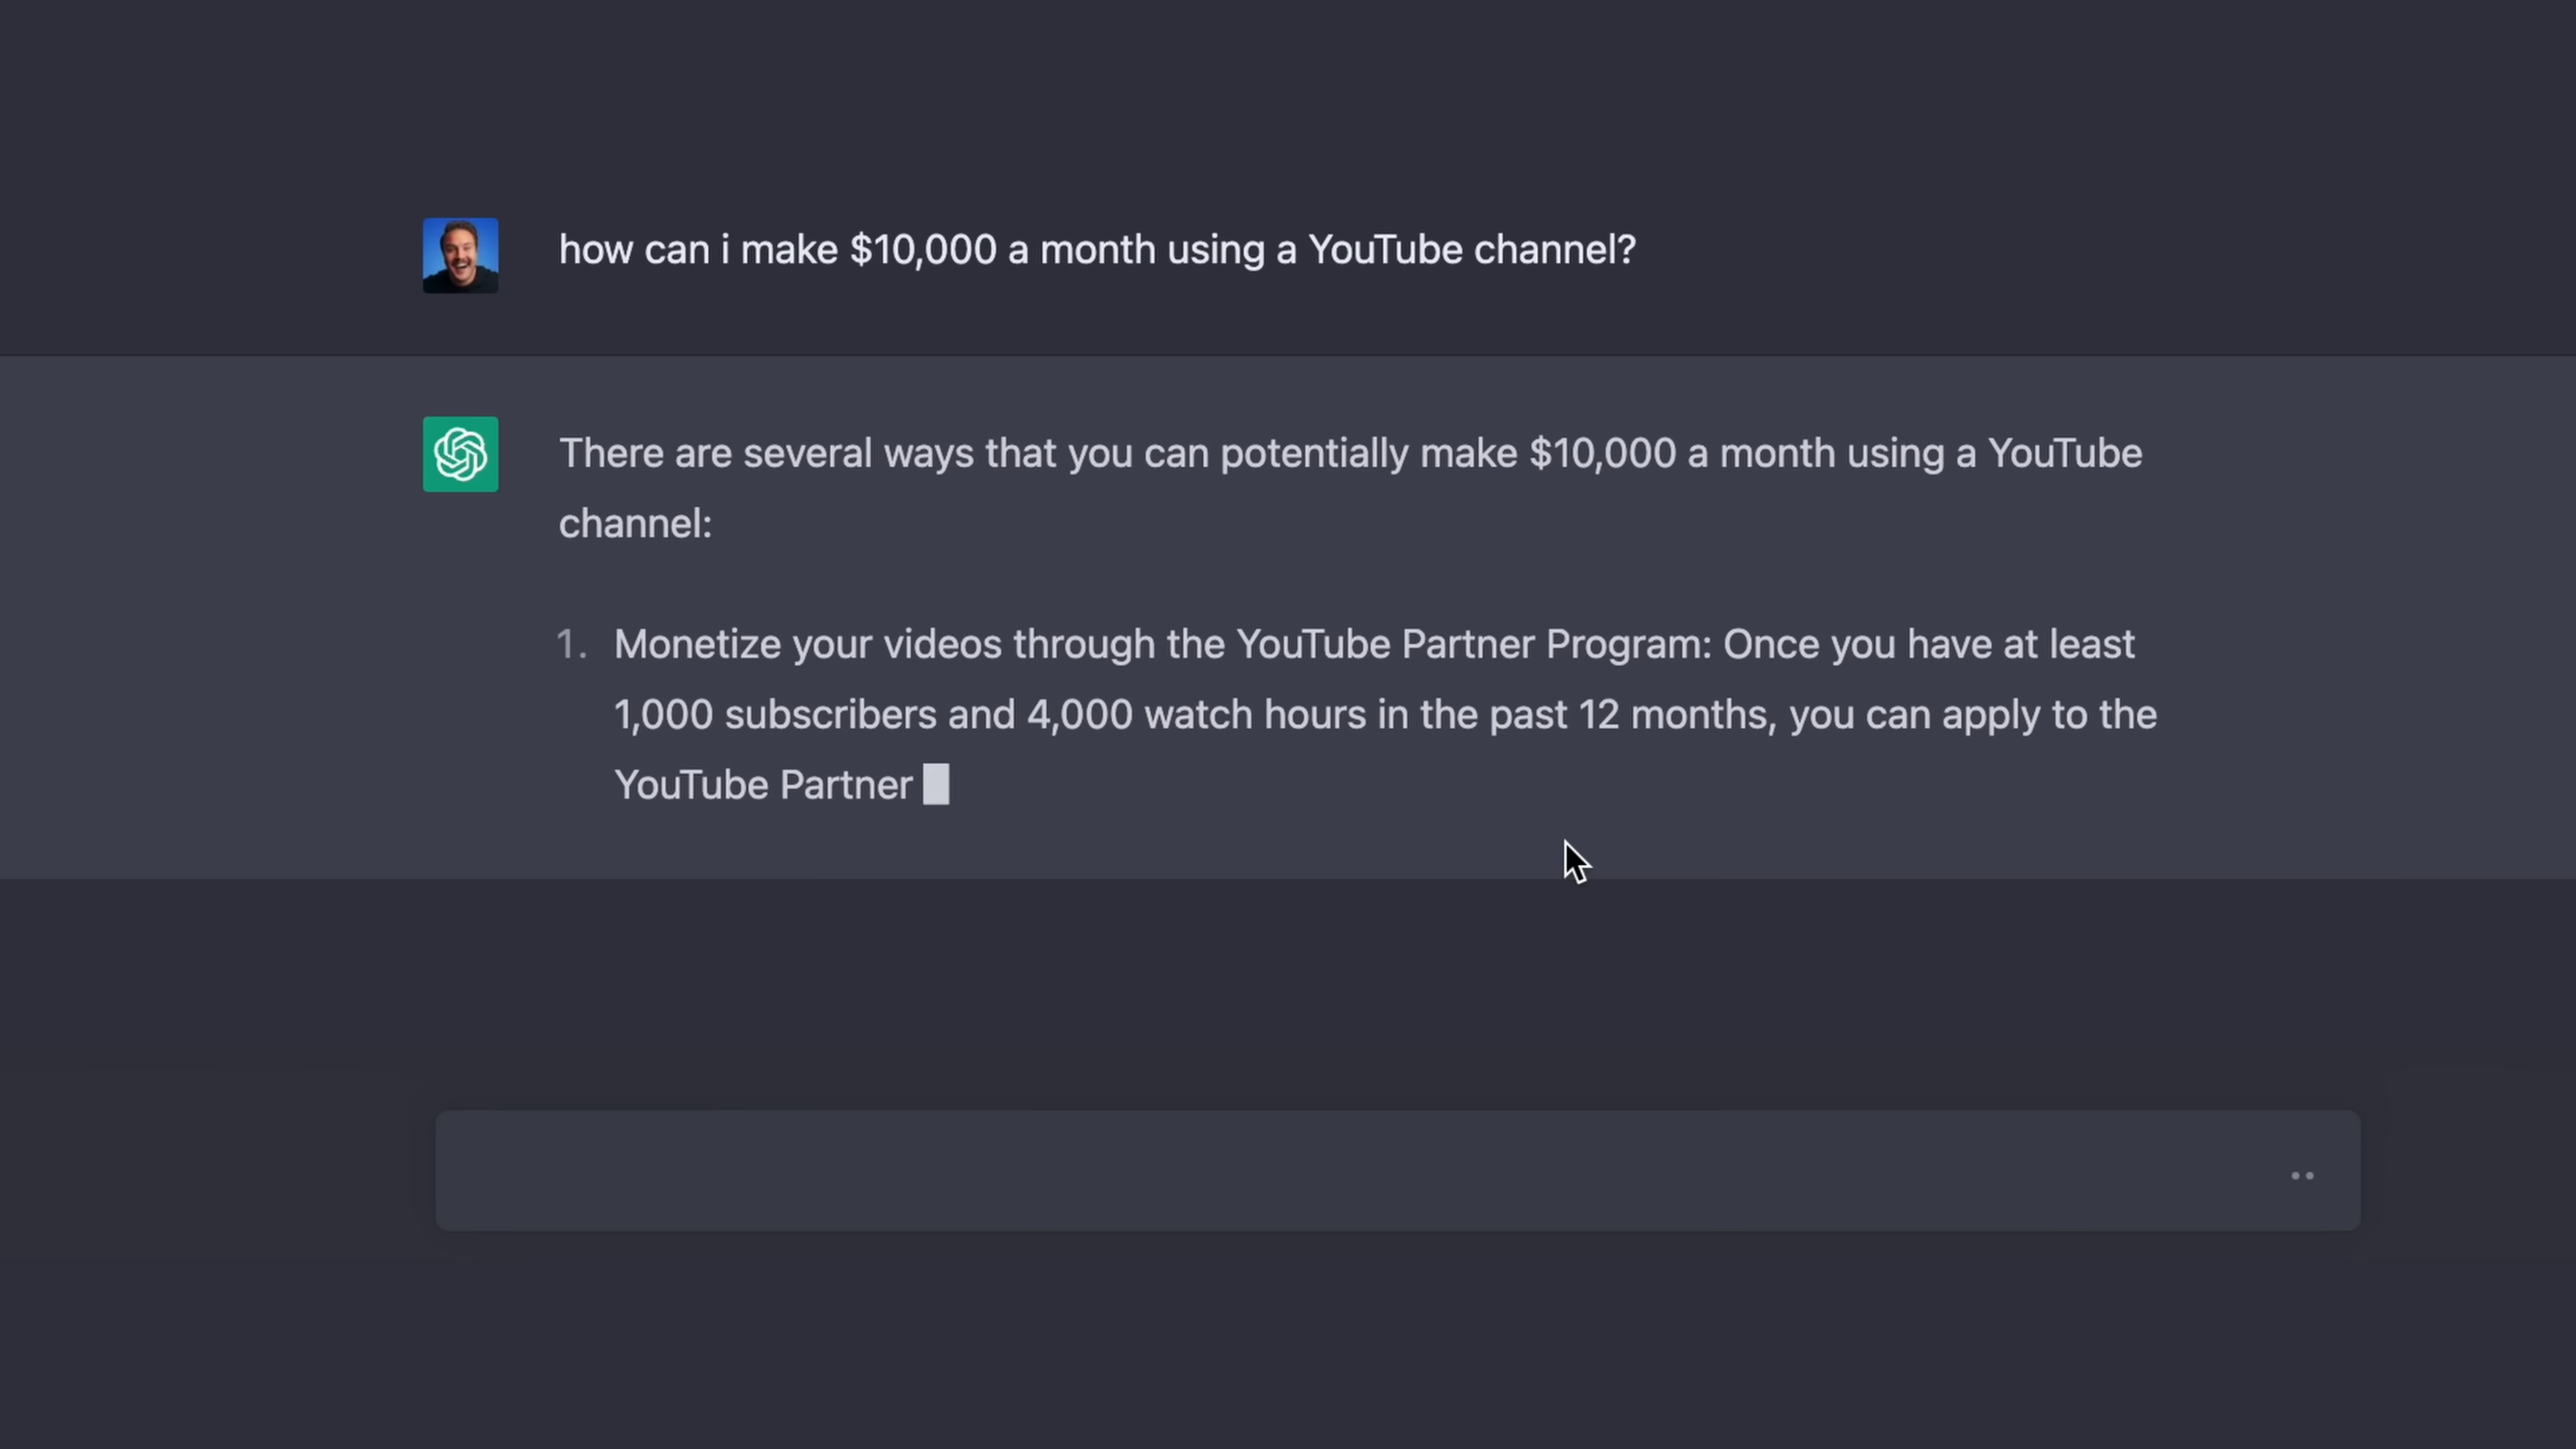 how can i make $10,000 a month using a YouTube channel?
There are several ways that you can potentially make $10,000 a month using a YouTube
channel:
1. Monetize your videos through the YouTube Partner Program: Once you have at least
1,000 subscribers and 4,000 watch hours in the past 12 months, you can apply to the
YouTube Partner